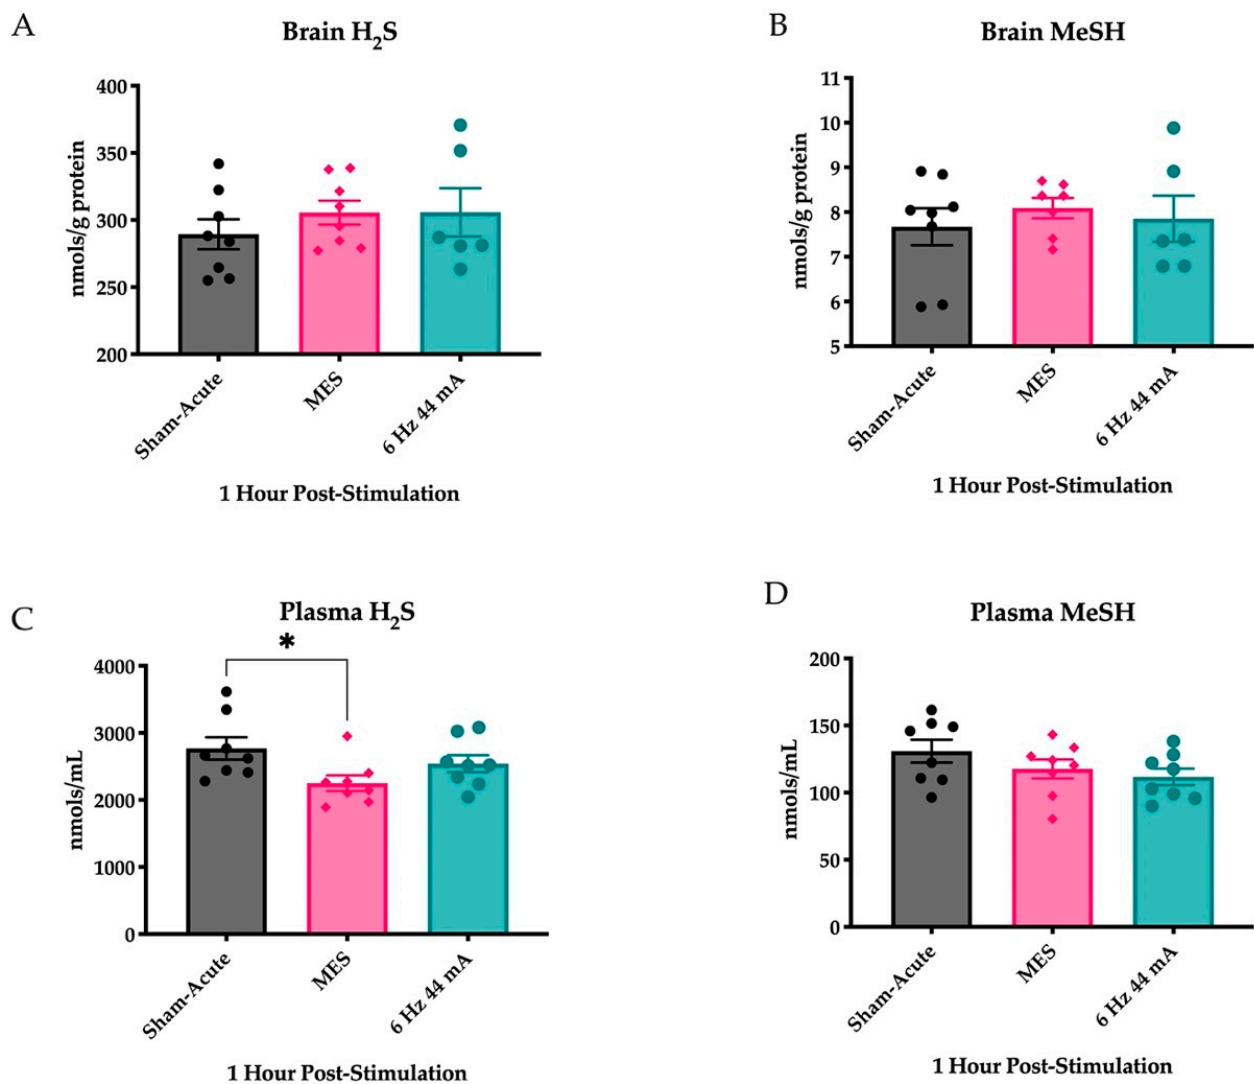 A
Brain H₂S
400
350
300
250
200
nmols/g protein
Sham-Acute
MES
6 Hz 44 mA
1 Hour Post-Stimulation
B
Brain MeSH
11
10
9
8
7
6
5
nmols/g protein
Sham-Acute
MES
6 Hz 44 mA
1 Hour Post-Stimulation
C
Plasma H₂S
*
4000
3000
2000
1000
0
nmols/mL
Sham-Acute
MES
6 Hz 44 mA
1 Hour Post-Stimulation
D
Plasma MeSH
200
150
100
50
0
nmols/mL
Sham-Acute
MES
6 Hz 44 mA
1 Hour Post-Stimulation